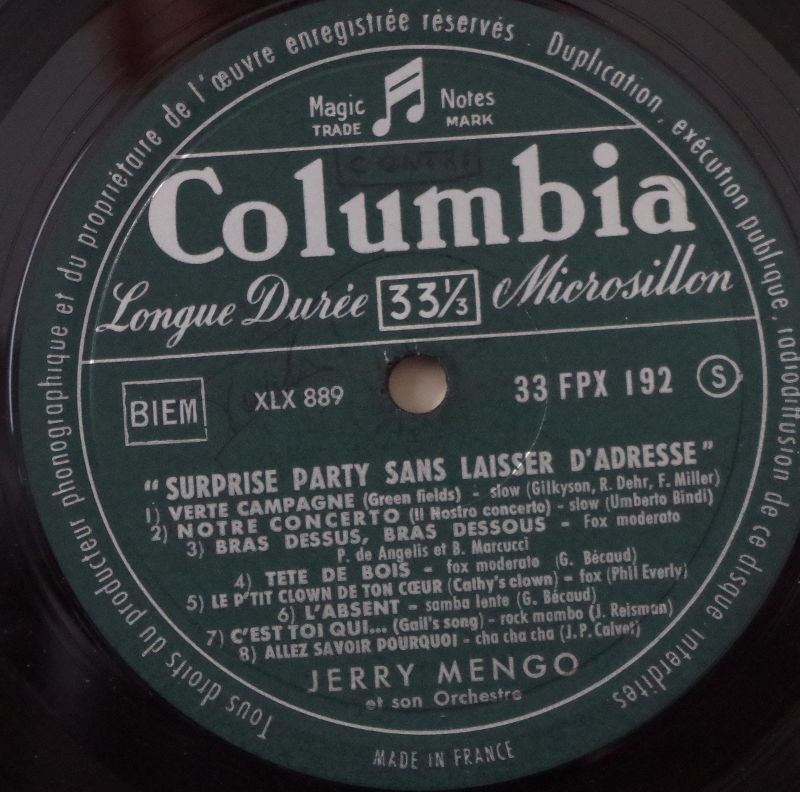 Tous droits du producteur phonographique et du propriétaire de l'œuvre enregistrée réservés Duplication, exécution publique, radiodiffusion de ce disque interdites
Magic Notes
TRADE MARK
Columbia
Longue Durée 33⅓ Microsillon
BIEM XLX 889 33 FPX 192 S
"SURPRISE PARTY SANS LAISSER D'ADRESSE"
1) VERTE CAMPAGNE (Green fields) - slow (Gilkyson, R. Dehr, F. Miller)
2) NOTRE CONCERTO (Il Nostro concerto) - slow (Umberto Bindi)
3) BRAS DESSUS, BRAS DESSOUS - Fox moderato
P. de Angelis et B. Marcucci
4) TETE DE BOIS - fox moderato (G. Bécaud)
5) LE P'TIT CLOWN DE TON CŒUR (Cathy's clown) - fox (Phil Everly)
6) L'ABSENT - samba lente (G. Bécaud)
7) C'EST TOI QUI... (Gail's song) - rock mambo (J. Reisman)
8) ALLEZ SAVOIR POURQUOI - cha cha cha (J.P. Calvet)
JERRY MENGO
et son Orchestre
MADE IN FRANCE